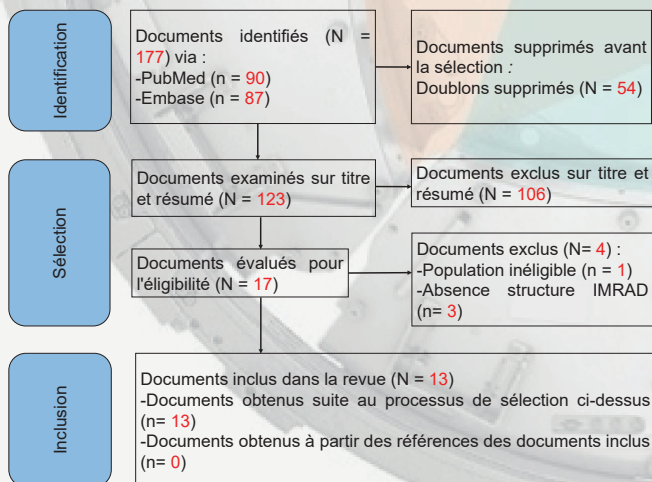 Identification
Documents identifiés (N =
177) via :
-PubMed (n = 90)
-Embase (n = 87)
Documents supprimés avant
la sélection :
Doublons supprimés (N = 54)
Sélection
Documents examinés sur titre
et résumé (N = 123)
Documents exclus sur titre et
résumé (N = 106)
Documents évalués pour
l'éligibilité (N = 17)
Documents exclus (N= 4) :
-Population inéligible (n = 1)
-Absence structure IMRAD
(n= 3)
Inclusion
Documents inclus dans la revue (N = 13)
-Documents obtenus suite au processus de sélection ci-dessus
(n= 13)
-Documents obtenus à partir des références des documents inclus
(n= 0)